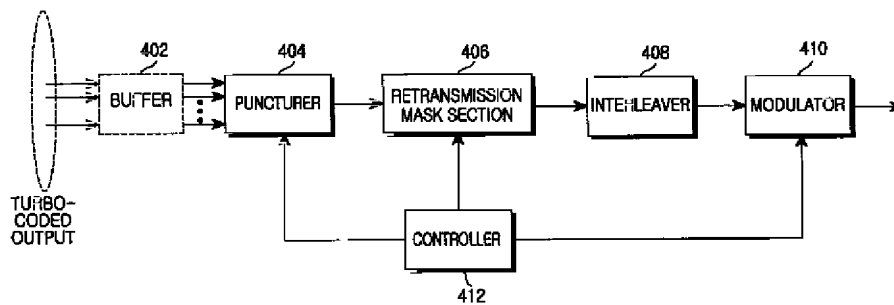 402
404
406
408
410
BUFFER
PUNCTURER
RETRANSMISSION
MASK SECTION
INTERLEAVER
MODULATOR
TURBO-
CODED
OUTPUT
CONTROLLER
412